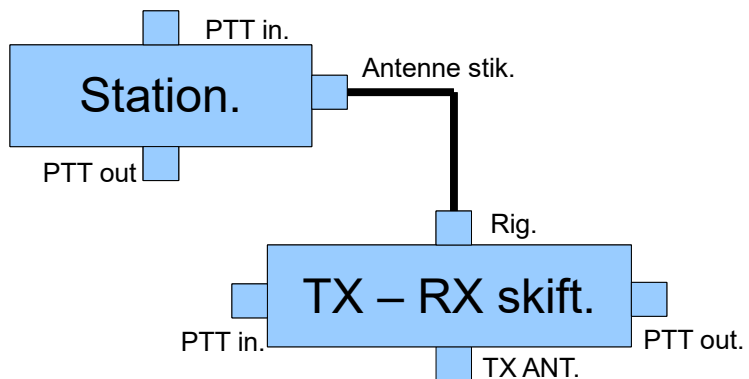 PTT in.
Station.
Antenne stik.
PTT out
Rig.
TX – RX skift.
PTT in.
PTT out.
TX ANT.